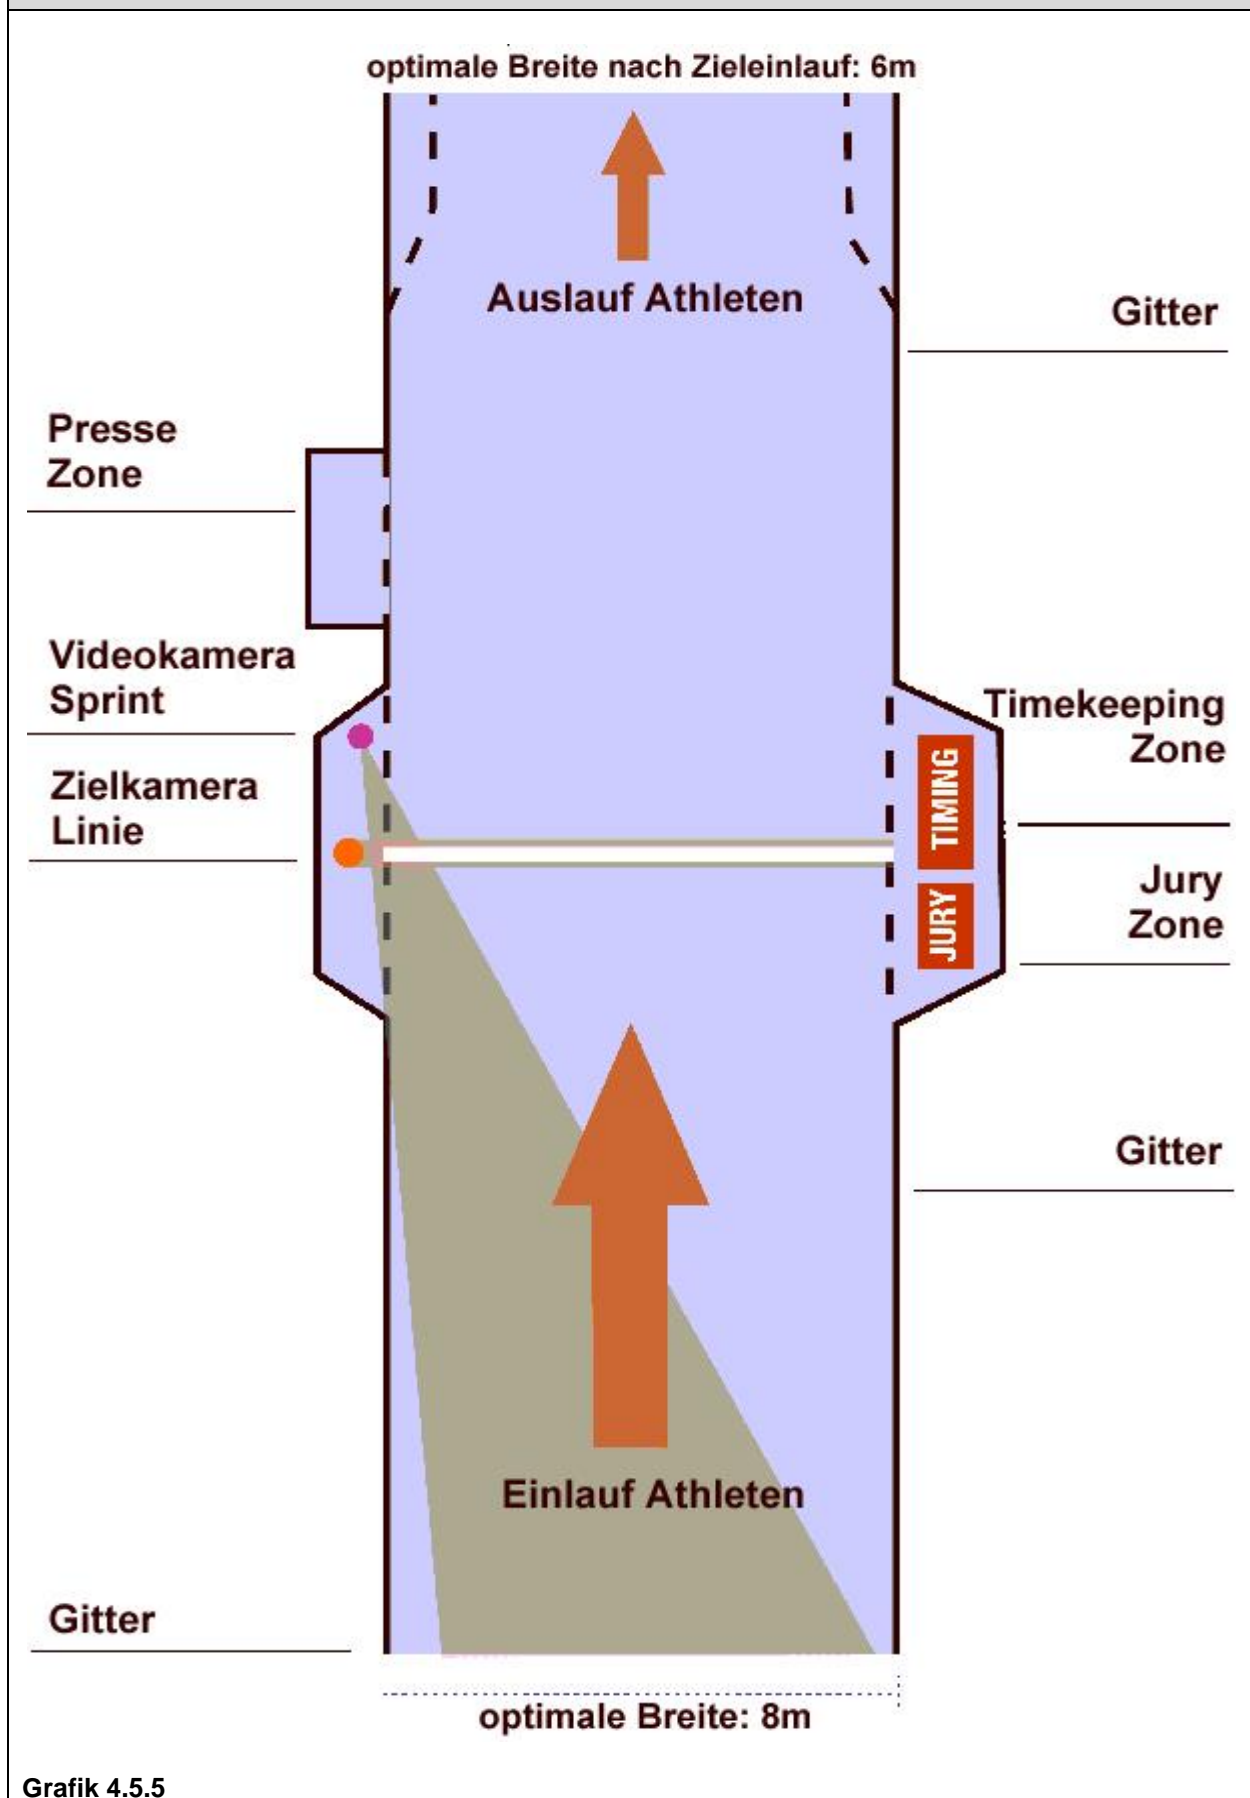 optimale Breite nach Zieleinlauf: 6m
Auslauf Athleten
Gitter
Presse
Zone
Videokamera
Sprint
Timekeeping
Zone
TIMING
Zielkamera
Linie
JURY
Jury
Zone
Gitter
Einlauf Athleten
Gitter
optimale Breite: 8m
Grafik 4.5.5